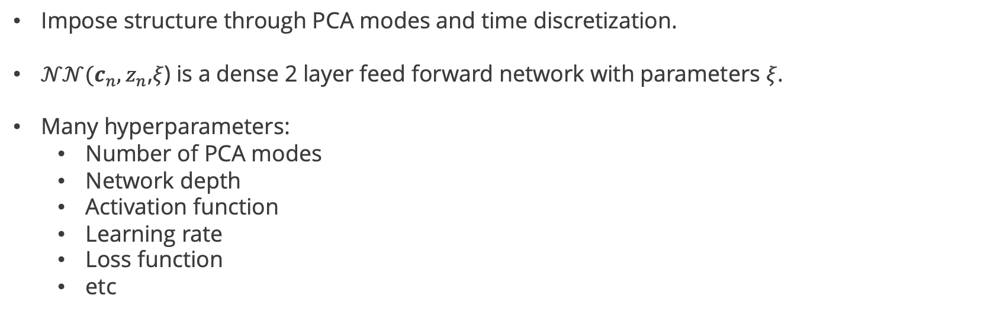 • Impose structure through PCA modes and time discretization.
• 𝒩𝒩(𝒄ₙ, zₙ,ξ) is a dense 2 layer feed forward network with parameters ξ.
• Many hyperparameters:
• Number of PCA modes
• Network depth
• Activation function
• Learning rate
• Loss function
• etc